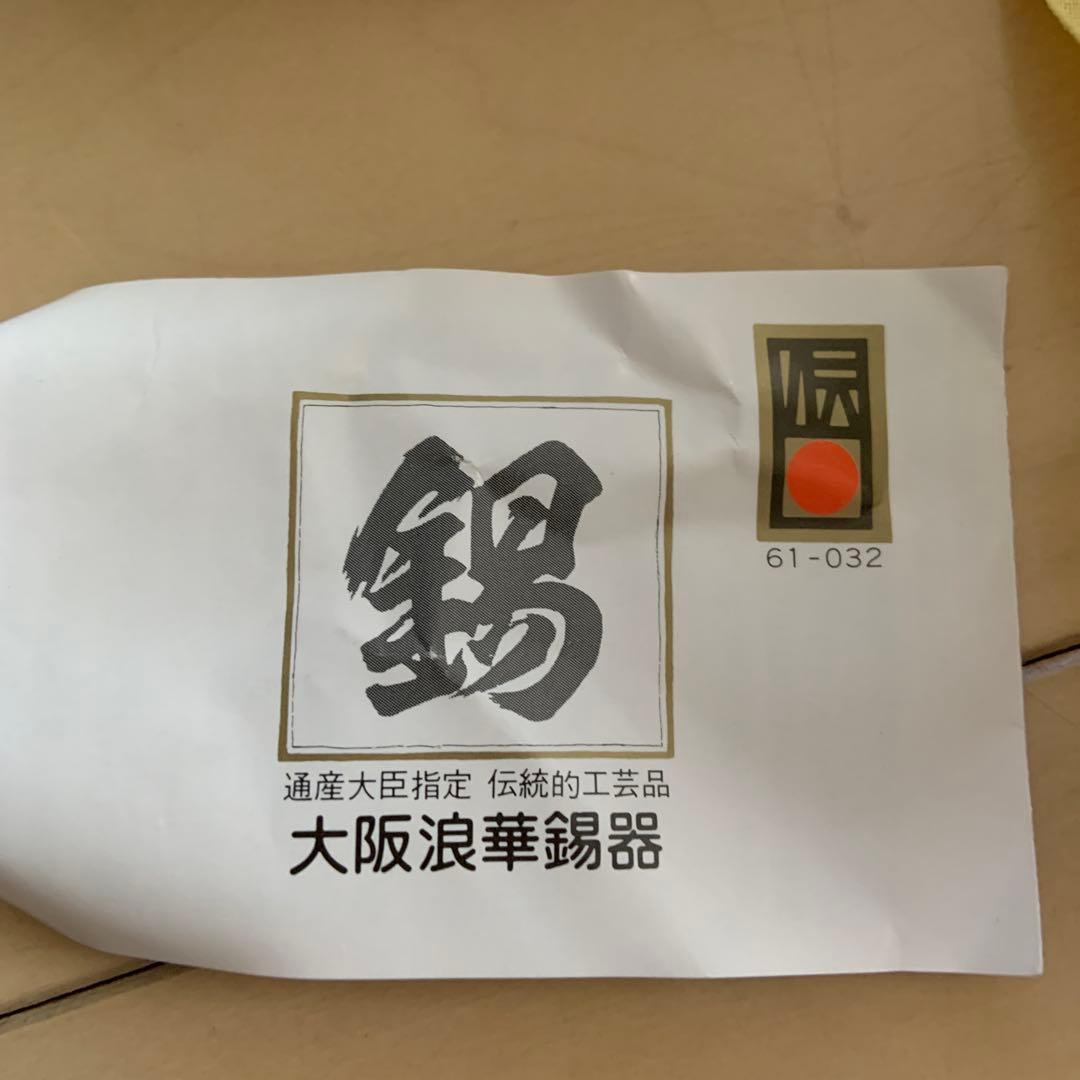 伝
61-032
錫
通産大臣指定 伝統的工芸品
大阪浪華錫器